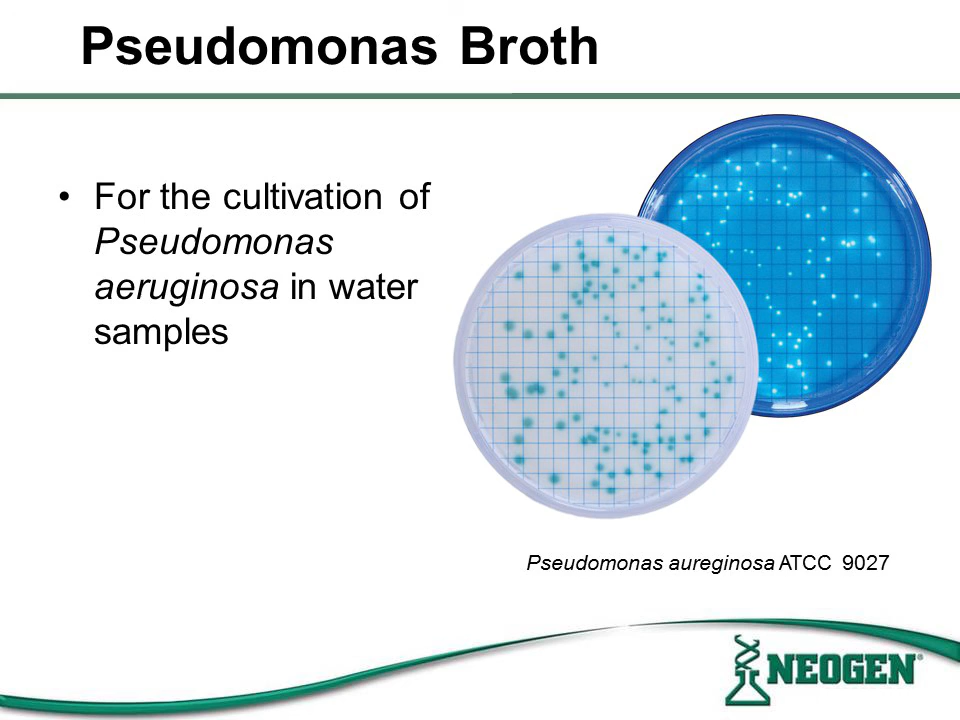 Pseudomonas Broth
• For the cultivation of
Pseudomonas
aeruginosa in water
samples
Pseudomonas aureginosa ATCC 9027
NEOGEN®